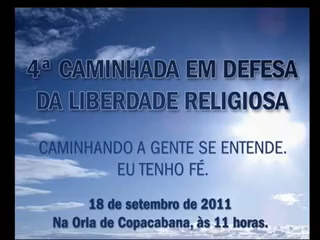 4ª CAMINHADA EM DEFESA
DA LIBERDADE RELIGIOSA
CAMINHANDO A GENTE SE ENTENDE.
EU TENHO FÉ.
18 de setembro de 2011
Na Orla de Copacabana, às 11 horas.